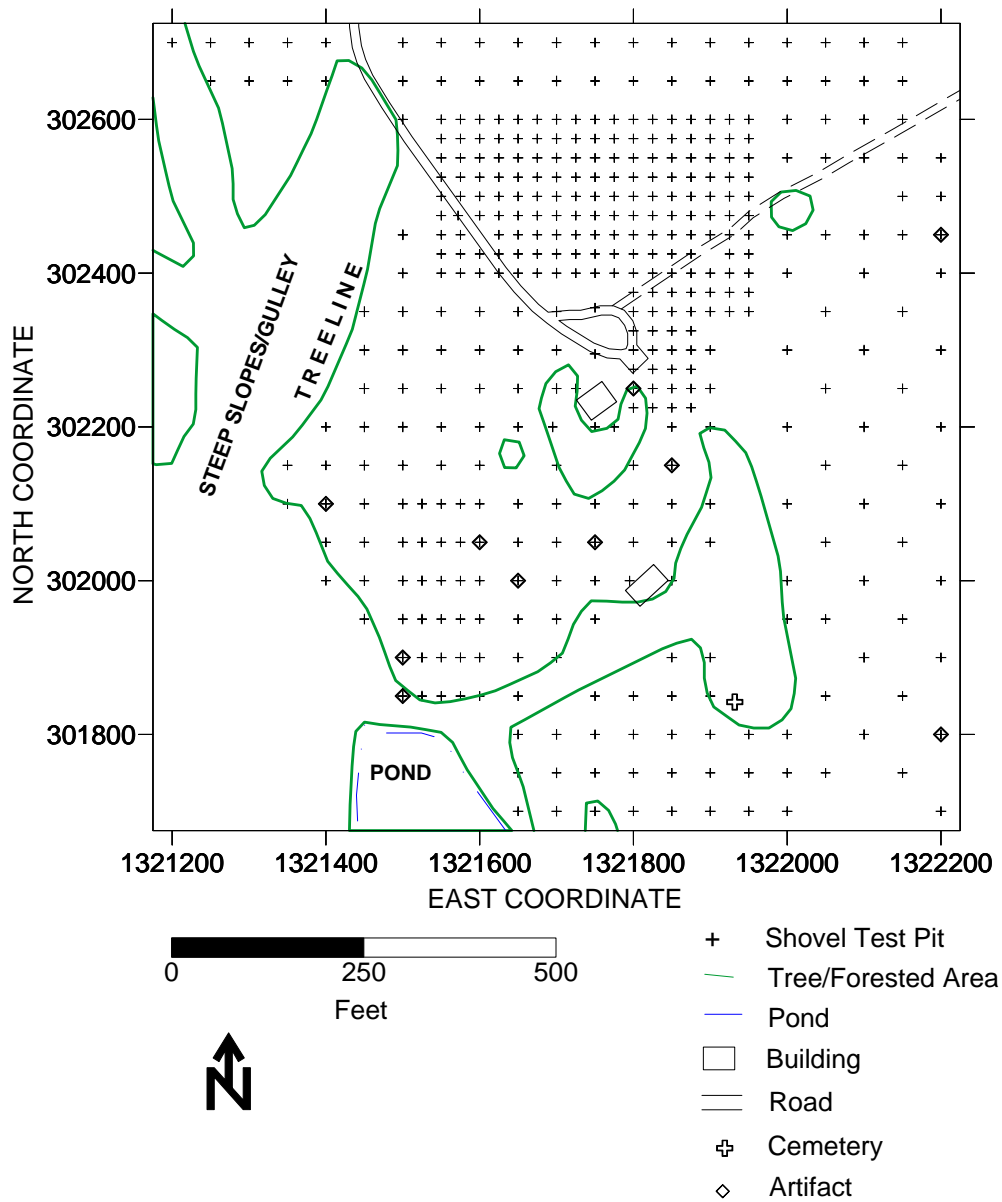 302600
302400
302200
302000
301800
NORTH COORDINATE
STEEP SLOPES/GULLEY
TREELINE
POND
1321200 1321400 1321600 1321800 1322000 1322200
EAST COORDINATE
0 250 500
Feet
N
Shovel Test Pit
Tree/Forested Area
Pond
Building
Road
Cemetery
Artifact